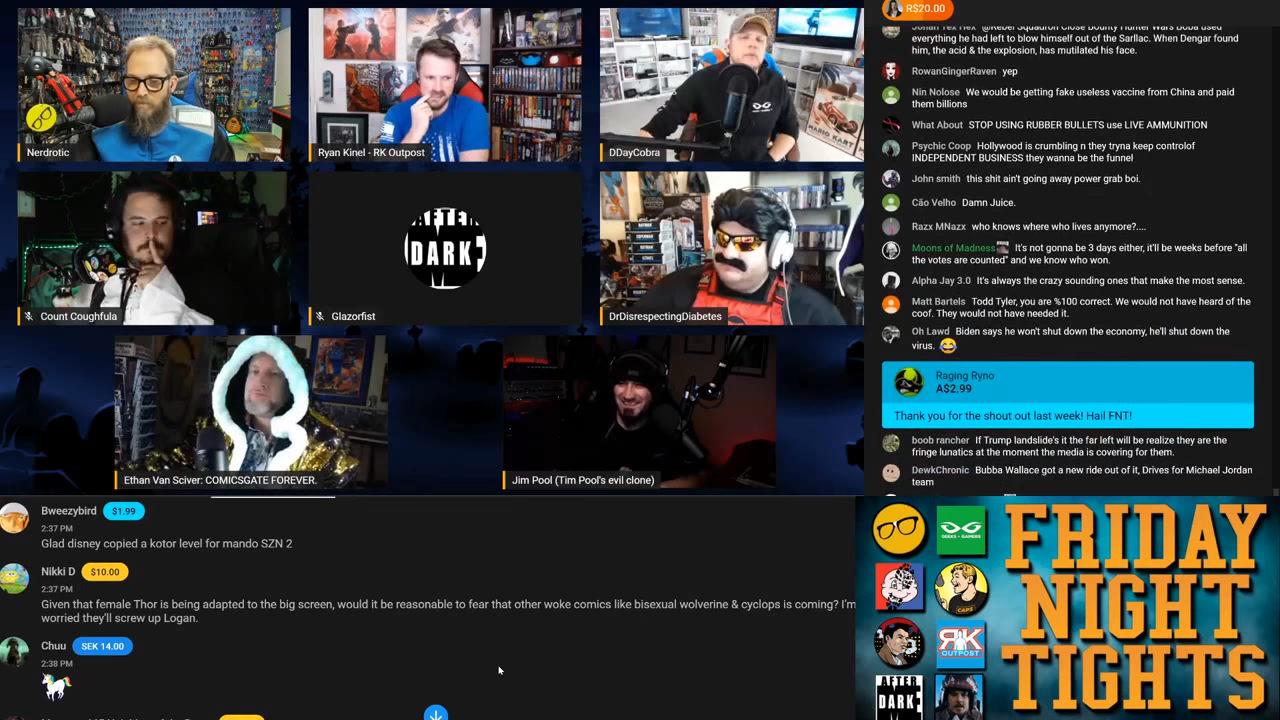 Nerdrotic
Ryan Kinel - RK Outpost
DDayCobra
MARIO KART
Count Coughfula
AFTER
DARK
Glazorfist
DrDisrespectingDiabetes
Ethan Van Sciver: COMICSGATE FOREVER.
Jim Pool (Tim Pool's evil clone)
R$20.00
everything he had left to blow himself out of the Sarllac. When Dengar found
him, the acid & the explosion, has mutilated his face.
RowanGingerRaven yep
Nin Nolose We would be getting fake useless vaccine from China and paid
them billions
What About STOP USING RUBBER BULLETS use LIVE AMMUNITION
Psychic Coop Hollywood is crumbling n they tryna keep controlof
INDEPENDENT BUSINESS they wanna be the funnel
John smith this shit ain't going away power grab boi.
Cão Velho Damn Juice.
Razx MNazx who knows where who lives anymore?....
Moons of Madness It's not gonna be 3 days either, it'll be weeks before "all
the votes are counted" and we know who won.
Alpha Jay 3.0 It's always the crazy sounding ones that make the most sense.
Matt Bartels Todd Tyler, you are %100 correct. We would not have heard of the
coof. They would not have needed it.
Oh Lawd Biden says he won't shut down the economy, he'll shut down the
virus. 😂
Raging Ryno
A$2.99
Thank you for the shout out last week! Hail FNT!
boob rancher If Trump landslide's it the far left will be realize they are the
fringe lunatics at the moment the media is covering for them.
DewkChronic Bubba Wallace got a new ride out of it, Drives for Michael Jordan
team
Bweezybird $1.99
2:37 PM
Glad disney copied a kotor level for mando SZN 2
Nikki D $10.00
2:37 PM
Given that female Thor is being adapted to the big screen, would it be reasonable to fear that other woke comics like bisexual wolverine & cyclops is coming? I'm
worried they'll screw up Logan.
Chuu SEK 14.00
2:38 PM
🦄
GEEKS + GAMERS
CAPS
RK
OUTPOST
AFTER
DARK
FRIDAY
NIGHT
TIGHTS